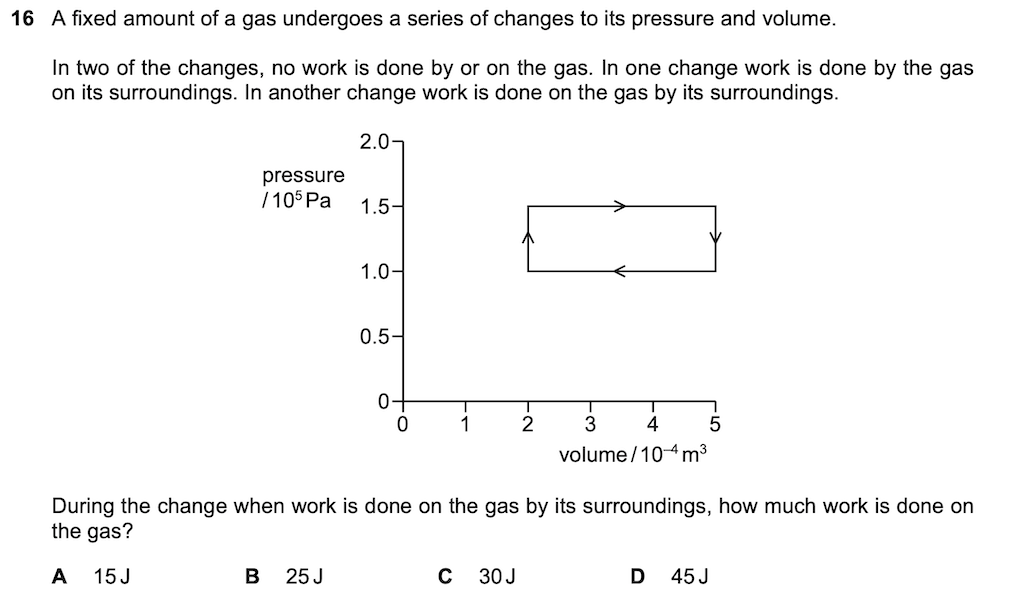 16 A fixed amount of a gas undergoes a series of changes to its pressure and volume.
In two of the changes, no work is done by or on the gas. In one change work is done by the gas
on its surroundings. In another change work is done on the gas by its surroundings.
2.0
pressure
/ 10⁵ Pa
1.5
1.0
0.5
0
0 1 2 3 4 5
volume / 10⁻⁴ m³
During the change when work is done on the gas by its surroundings, how much work is done on
the gas?
A 15 J B 25 J C 30 J D 45 J